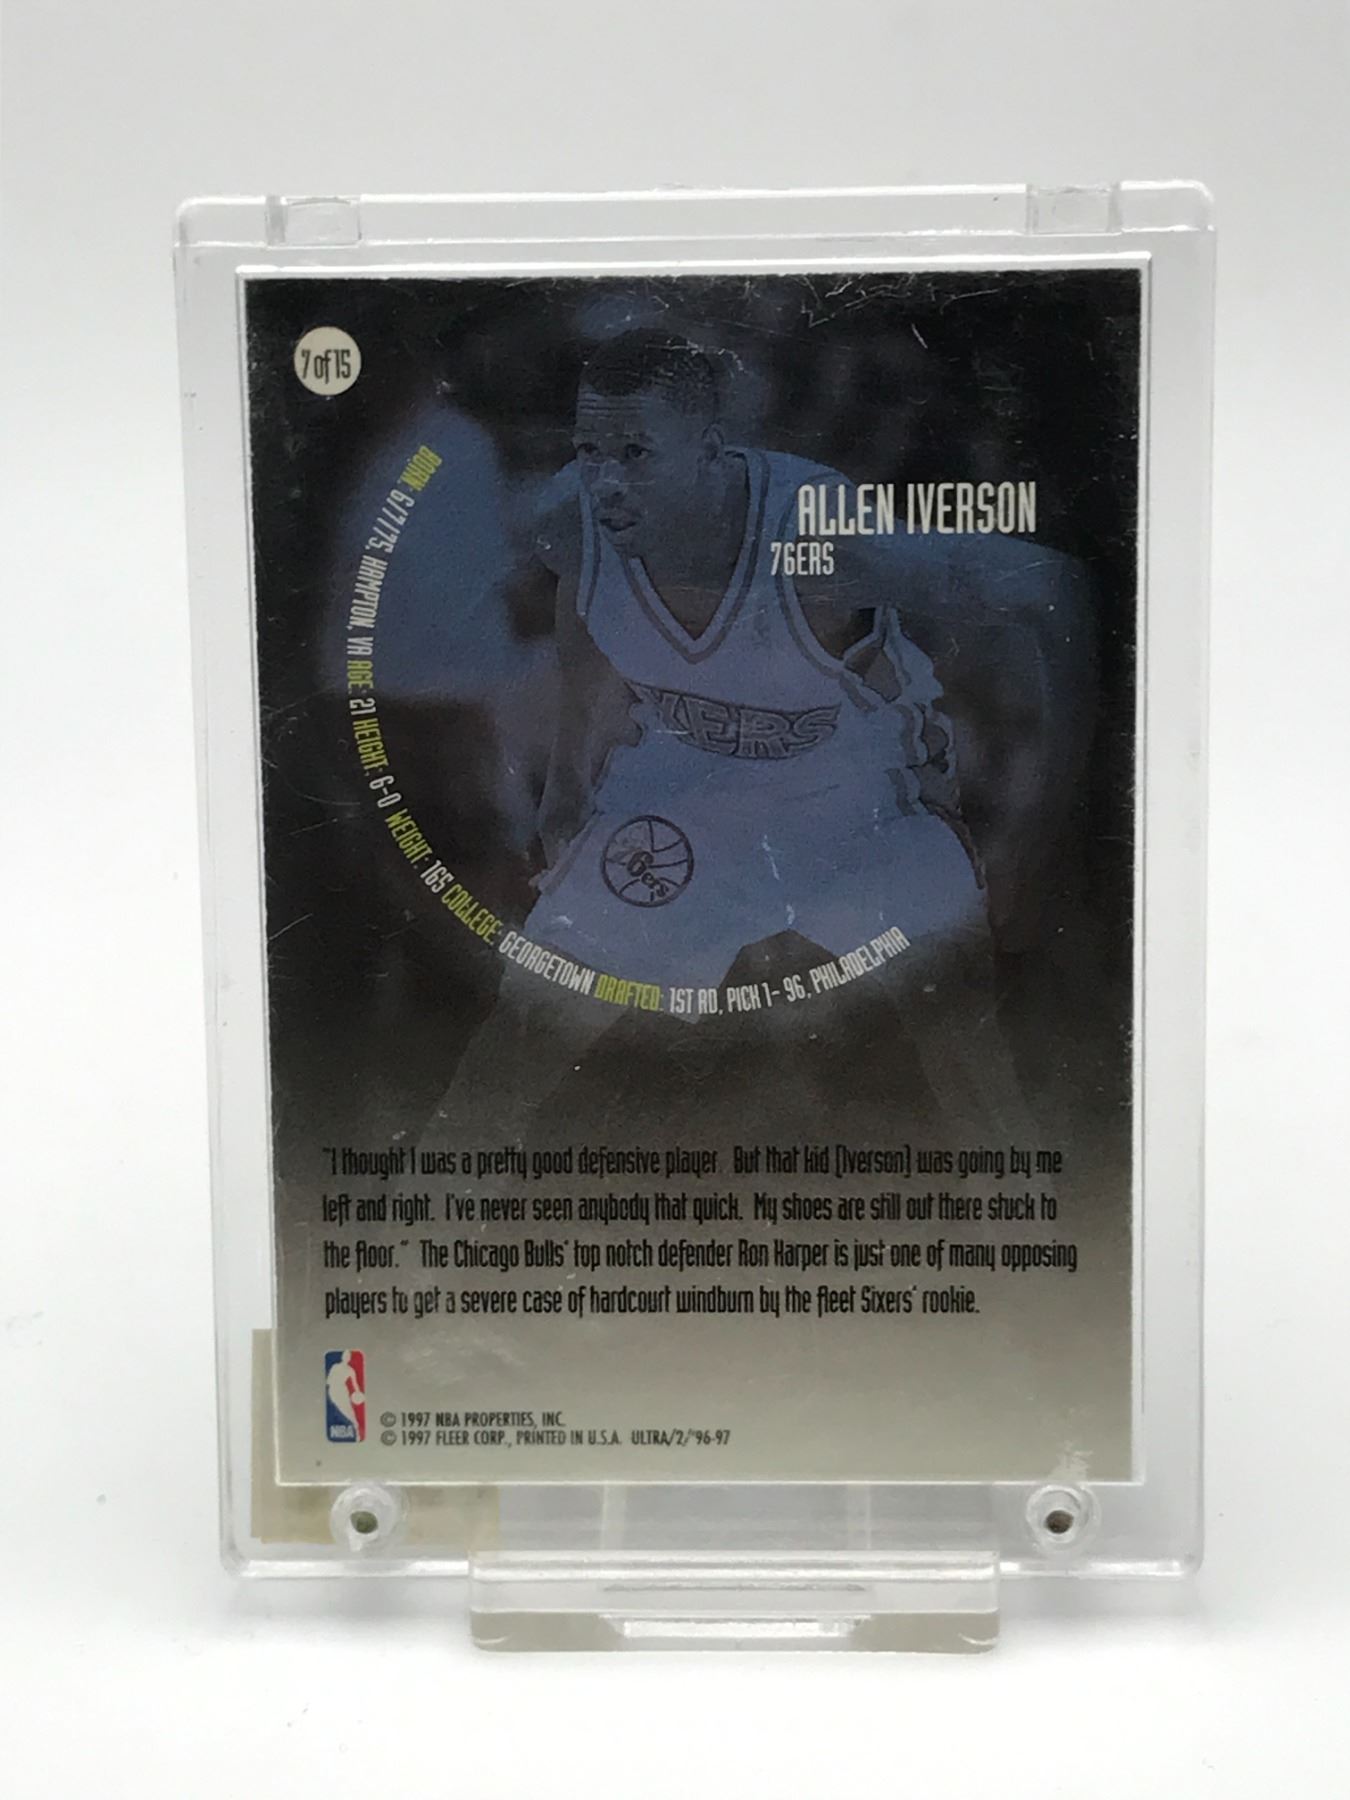 7 of 15
ALLEN IVERSON
76ERS
BORN: 6/7/75, HAMPTON, VA AGE: 21 HEIGHT: 6-0 WEIGHT: 165 COLLEGE: GEORGETOWN DRAFTED: 1ST RD, PICK 1- 96, PHILADELPHIA
XERS
76ers
"I thought I was a pretty good defensive player. But that kid [Iverson] was going by me
left and right. I've never seen anybody that quick. My shoes are still out there stuck to
the floor." The Chicago Bulls' top notch defender Ron Harper is just one of many opposing
players to get a severe case of hardcourt windburn by the fleet Sixers' rookie.
NBA
© 1997 NBA PROPERTIES, INC.
© 1997 FLEER CORP., PRINTED IN U.S.A. ULTRA/2/'96-97